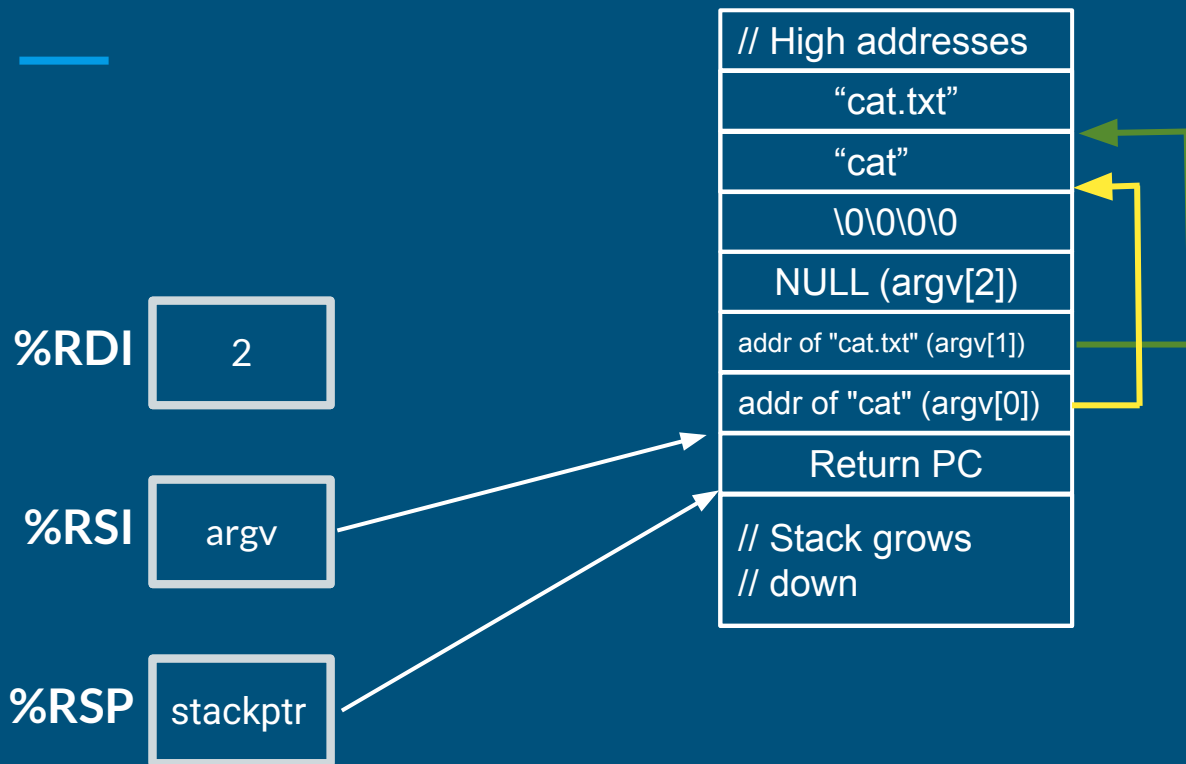 // High addresses
“cat.txt”
“cat”
\0\0\0\0
NULL (argv[2])
addr of "cat.txt" (argv[1])
addr of "cat" (argv[0])
Return PC
// Stack grows
// down
%RDI
2
%RSI
argv
%RSP
stackptr